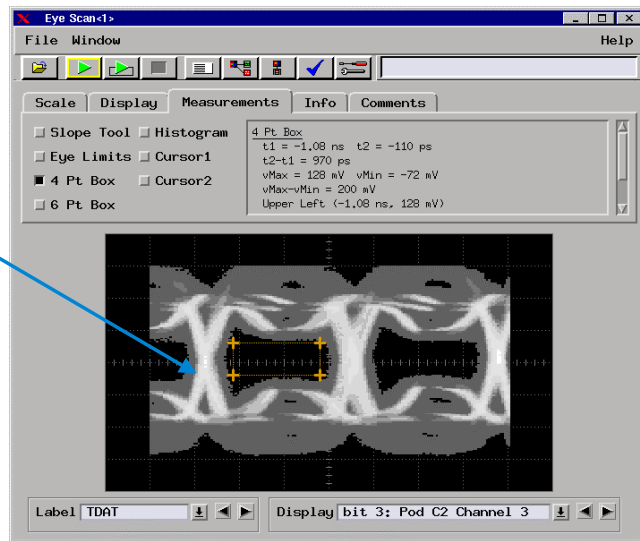 Eye Scan<1>
File Window Help
Scale Display Measurements Info Comments
Slope Tool Histogram
Eye Limits Cursor1
4 Pt Box Cursor2
6 Pt Box
4 Pt Box
t1 = -1.08 ns t2 = -110 ps
t2-t1 = 970 ps
vMax = 128 mV vMin = -72 mV
vMax-vMin = 200 mV
Upper Left (-1.08 ns, 128 mV)
Label TDAT Display bit 3: Pod C2 Channel 3